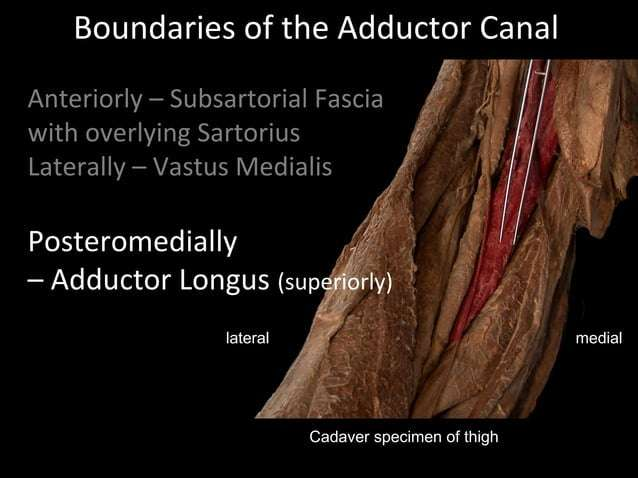 Boundaries of the Adductor Canal
Anteriorly – Subsartorial Fascia
with overlying Sartorius
Laterally – Vastus Medialis
Posteromedially
– Adductor Longus (superiorly)
lateral
medial
Cadaver specimen of thigh